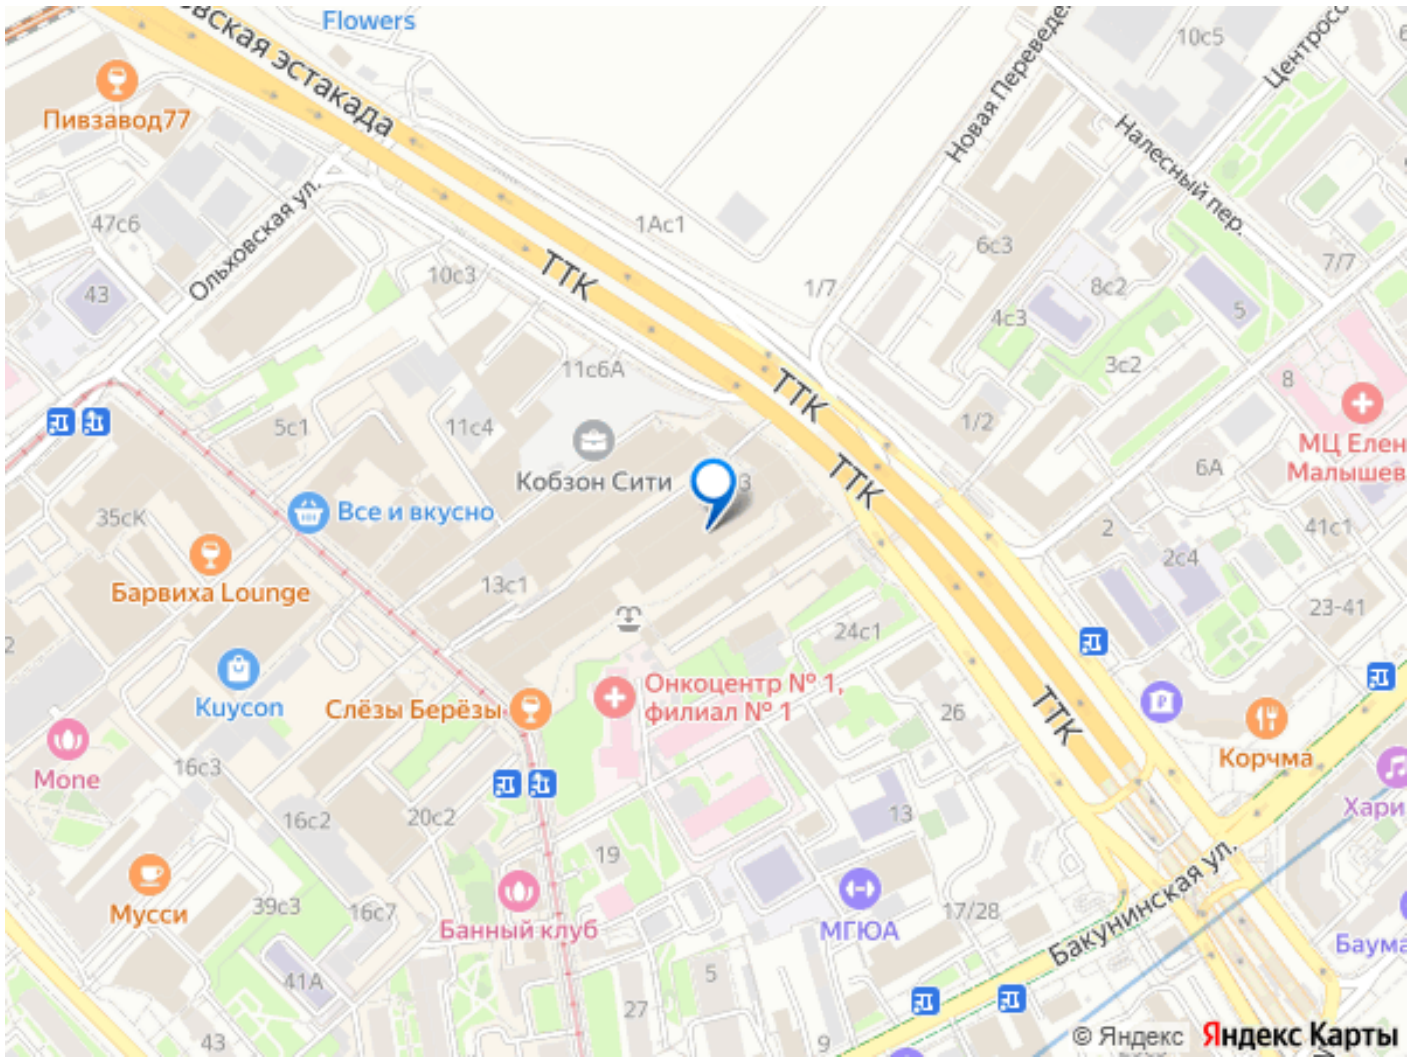 Flowers
вская эстакада
Пивзавод77
10с5
Центросо
Новая Переведе
Налесный пер.
47с6
Ольховская ул.
1Ас1
6с3
7/7
43
10с3
ТТК
1/7
8с2
5
4с3
11с6А
ТТК
3с2
8
5с1
11с4
1/2
МЦ Елен
Малышев
Кобзон Сити
3
ТТК
6А
35сК
Все и вкусно
2
41с1
2с4
Барвиха Lounge
13с1
23-41
2
24с1
Kuycon
Слёзы Берёзы
Онкоцентр № 1,
филиал № 1
26
ТТК
Корчма
Mone
16с3
16с2
20с2
13
Хари
19
Мусси
39с3
16с7
Банный клуб
МГЮА
17/28
Бакунинская ул.
Баума
41А
5
27
43
9
© Яндекс
Яндекс Карты